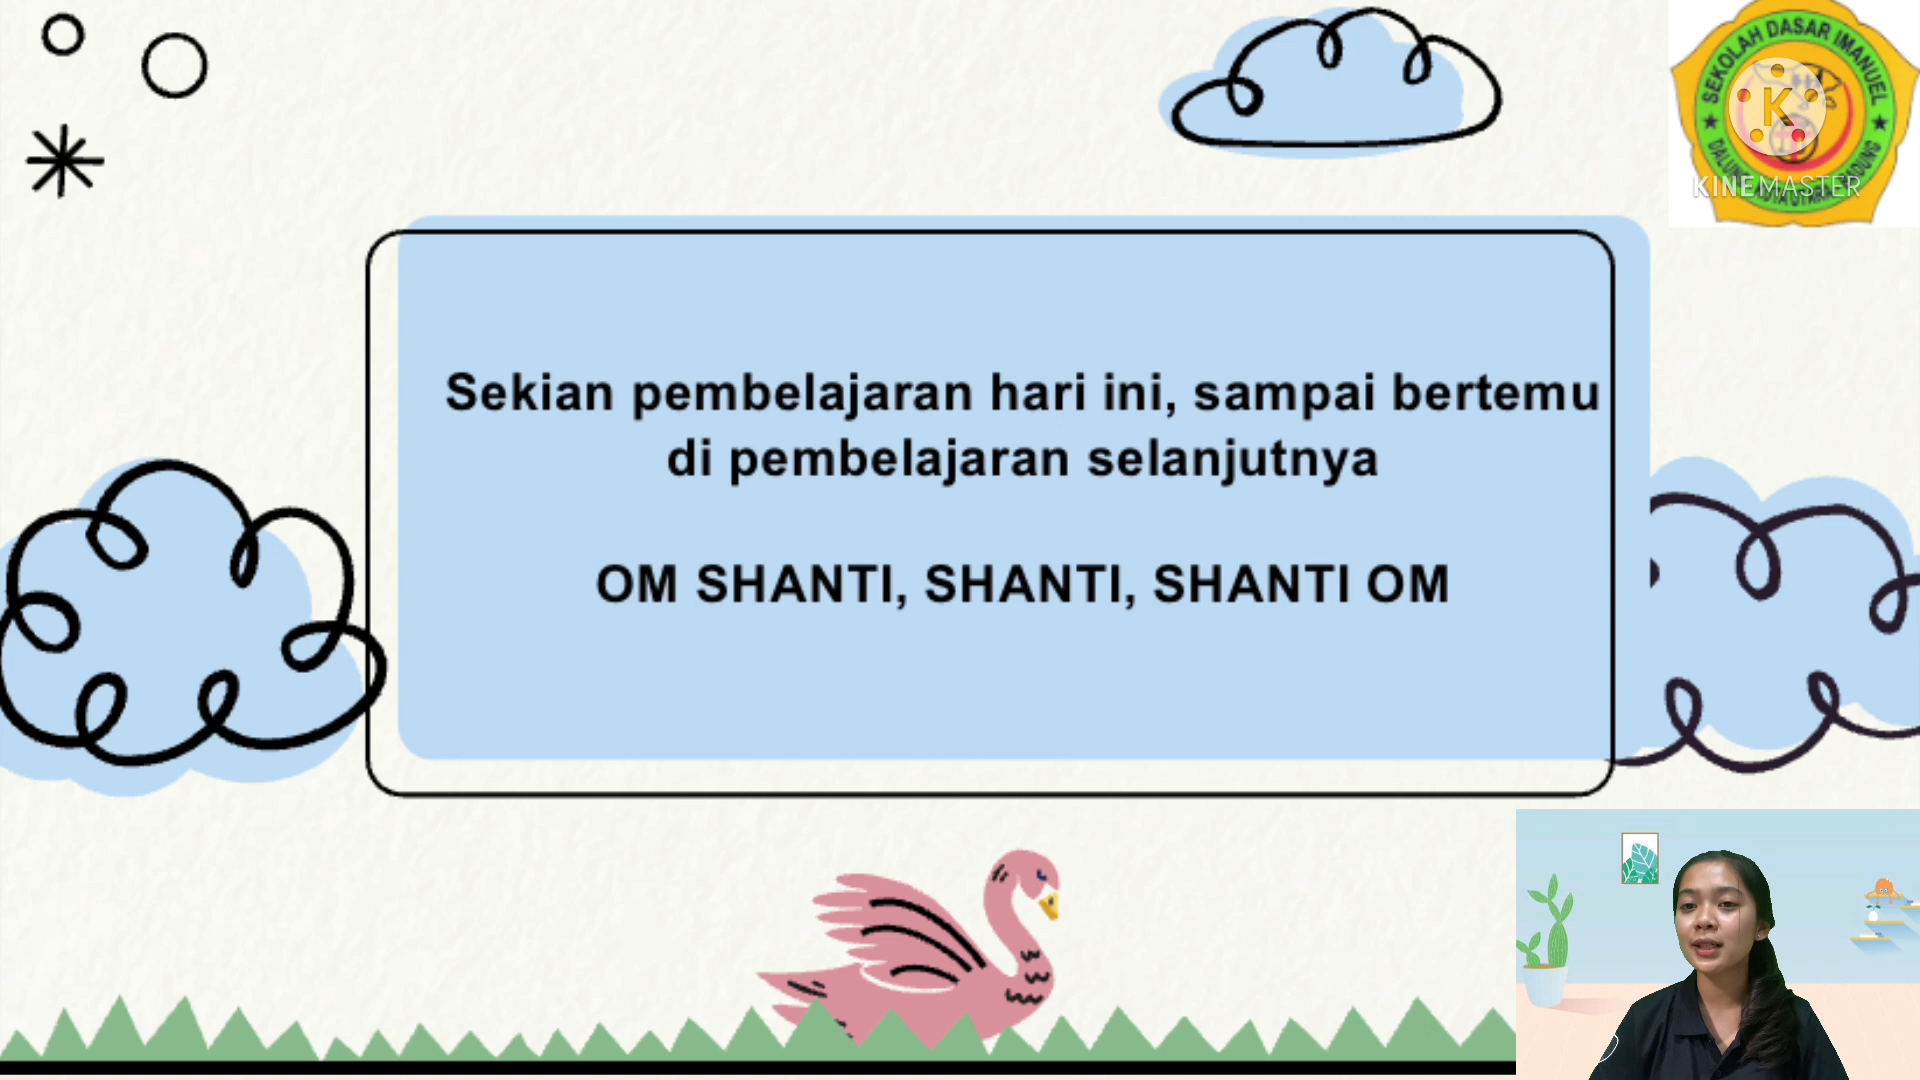 SEKOLAH DASAR IMANUEL
KINEMASTER
Sekian pembelajaran hari ini, sampai bertemu
di pembelajaran selanjutnya
OM SHANTI, SHANTI, SHANTI OM